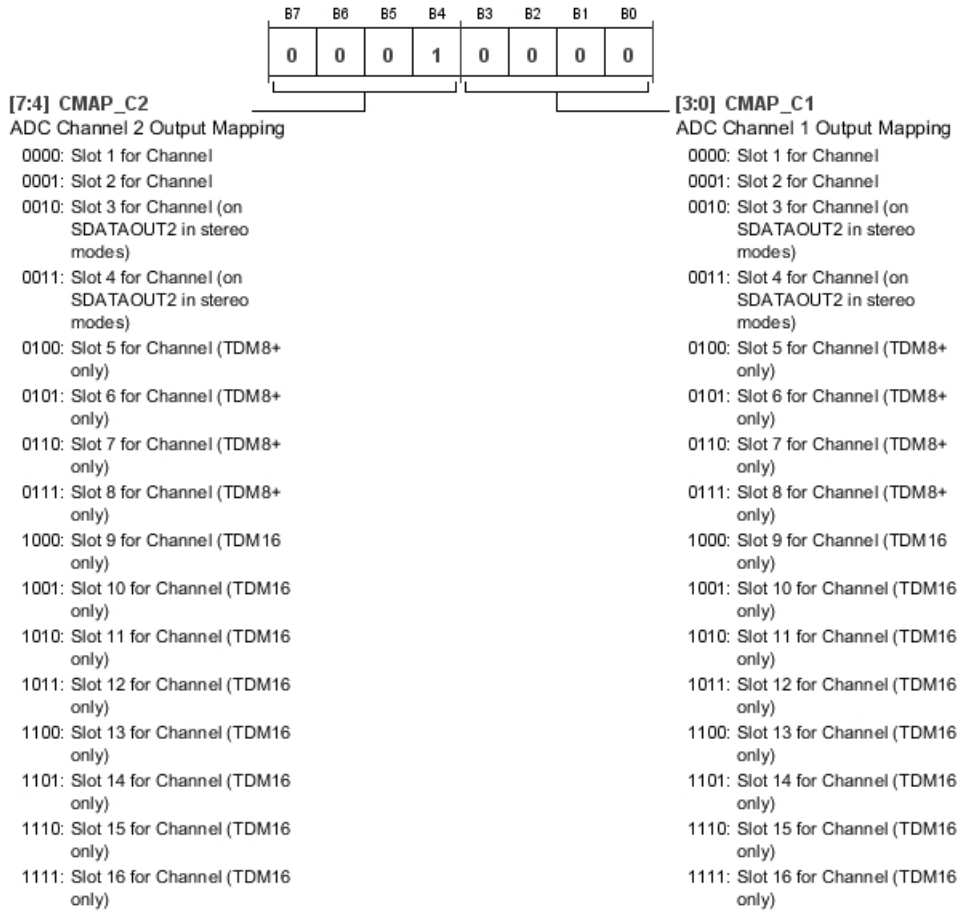 B7 B6 B5 B4 B3 B2 B1 B0
0 0 0 1 0 0 0 0
[7:4] CMAP_C2
ADC Channel 2 Output Mapping
0000: Slot 1 for Channel
0001: Slot 2 for Channel
0010: Slot 3 for Channel (on
SDATAOUT2 in stereo
modes)
0011: Slot 4 for Channel (on
SDATAOUT2 in stereo
modes)
0100: Slot 5 for Channel (TDM8+
only)
0101: Slot 6 for Channel (TDM8+
only)
0110: Slot 7 for Channel (TDM8+
only)
0111: Slot 8 for Channel (TDM8+
only)
1000: Slot 9 for Channel (TDM16
only)
1001: Slot 10 for Channel (TDM16
only)
1010: Slot 11 for Channel (TDM16
only)
1011: Slot 12 for Channel (TDM16
only)
1100: Slot 13 for Channel (TDM16
only)
1101: Slot 14 for Channel (TDM16
only)
1110: Slot 15 for Channel (TDM16
only)
1111: Slot 16 for Channel (TDM16
only)
[3:0] CMAP_C1
ADC Channel 1 Output Mapping
0000: Slot 1 for Channel
0001: Slot 2 for Channel
0010: Slot 3 for Channel (on
SDATAOUT2 in stereo
modes)
0011: Slot 4 for Channel (on
SDATAOUT2 in stereo
modes)
0100: Slot 5 for Channel (TDM8+
only)
0101: Slot 6 for Channel (TDM8+
only)
0110: Slot 7 for Channel (TDM8+
only)
0111: Slot 8 for Channel (TDM8+
only)
1000: Slot 9 for Channel (TDM16
only)
1001: Slot 10 for Channel (TDM16
only)
1010: Slot 11 for Channel (TDM16
only)
1011: Slot 12 for Channel (TDM16
only)
1100: Slot 13 for Channel (TDM16
only)
1101: Slot 14 for Channel (TDM16
only)
1110: Slot 15 for Channel (TDM16
only)
1111: Slot 16 for Channel (TDM16
only)